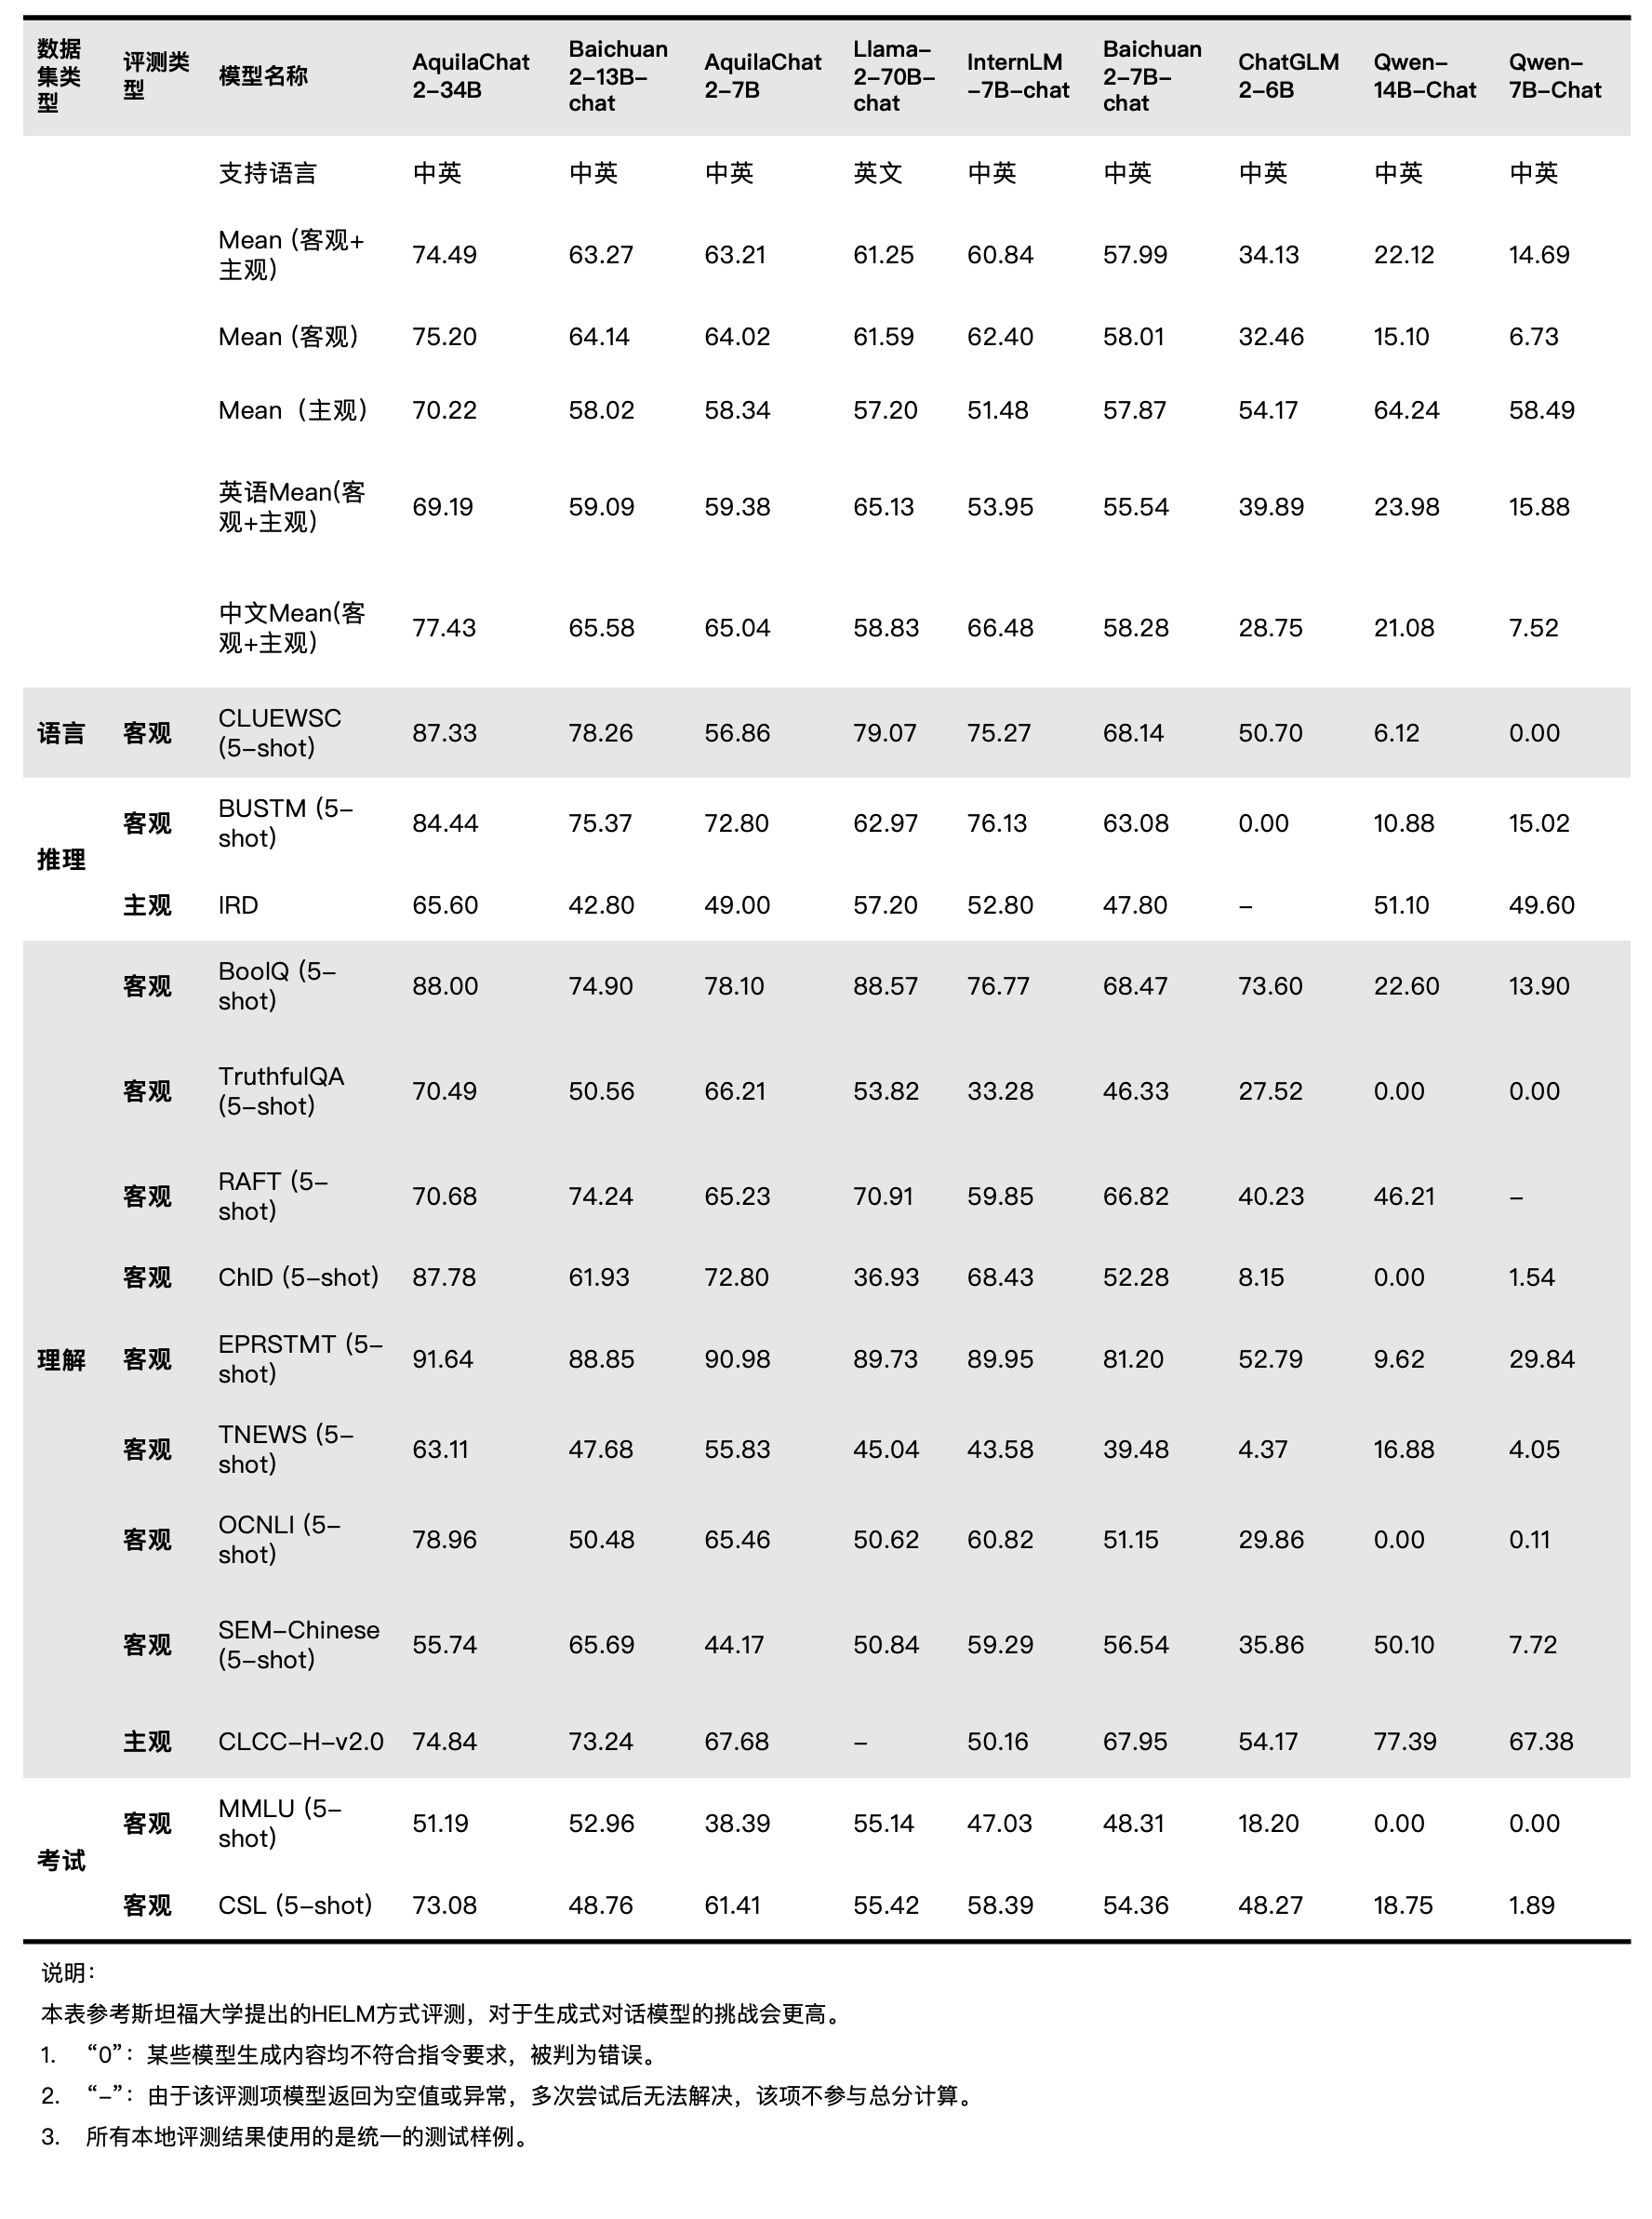 数据集类型 评测类型 模型名称 AquilaChat2-34B Baichuan2-13B-chat AquilaChat2-7B Llama-2-70B-chat InternLM-7B-chat Baichuan2-7B-chat ChatGLM2-6B Qwen-14B-Chat Qwen-7B-Chat
支持语言 中英 中英 中英 英文 中英 中英 中英 中英 中英
Mean (客观+主观) 74.49 63.27 63.21 61.25 60.84 57.99 34.13 22.12 14.69
Mean (客观) 75.20 64.14 64.02 61.59 62.40 58.01 32.46 15.10 6.73
Mean（主观） 70.22 58.02 58.34 57.20 51.48 57.87 54.17 64.24 58.49
英语Mean(客观+主观) 69.19 59.09 59.38 65.13 53.95 55.54 39.89 23.98 15.88
中文Mean(客观+主观) 77.43 65.58 65.04 58.83 66.48 58.28 28.75 21.08 7.52
语言 客观 CLUEWSC (5-shot) 87.33 78.26 56.86 79.07 75.27 68.14 50.70 6.12 0.00
推理 客观 BUSTM (5-shot) 84.44 75.37 72.80 62.97 76.13 63.08 0.00 10.88 15.02
主观 IRD 65.60 42.80 49.00 57.20 52.80 47.80 – 51.10 49.60
理解 客观 BoolQ (5-shot) 88.00 74.90 78.10 88.57 76.77 68.47 73.60 22.60 13.90
客观 TruthfulQA (5-shot) 70.49 50.56 66.21 53.82 33.28 46.33 27.52 0.00 0.00
客观 RAFT (5-shot) 70.68 74.24 65.23 70.91 59.85 66.82 40.23 46.21 –
客观 ChID (5-shot) 87.78 61.93 72.80 36.93 68.43 52.28 8.15 0.00 1.54
客观 EPRSTMT (5-shot) 91.64 88.85 90.98 89.73 89.95 81.20 52.79 9.62 29.84
客观 TNEWS (5-shot) 63.11 47.68 55.83 45.04 43.58 39.48 4.37 16.88 4.05
客观 OCNLI (5-shot) 78.96 50.48 65.46 50.62 60.82 51.15 29.86 0.00 0.11
客观 SEM-Chinese (5-shot) 55.74 65.69 44.17 50.84 59.29 56.54 35.86 50.10 7.72
主观 CLCC-H-v2.0 74.84 73.24 67.68 – 50.16 67.95 54.17 77.39 67.38
考试 客观 MMLU (5-shot) 51.19 52.96 38.39 55.14 47.03 48.31 18.20 0.00 0.00
客观 CSL (5-shot) 73.08 48.76 61.41 55.42 58.39 54.36 48.27 18.75 1.89
说明：
本表参考斯坦福大学提出的HELM方式评测，对于生成式对话模型的挑战会更高。
1. “0”：某些模型生成内容均不符合指令要求，被判为错误。
2. “–”：由于该评测项模型返回为空值或异常，多次尝试后无法解决，该项不参与总分计算。
3. 所有本地评测结果使用的是统一的测试样例。